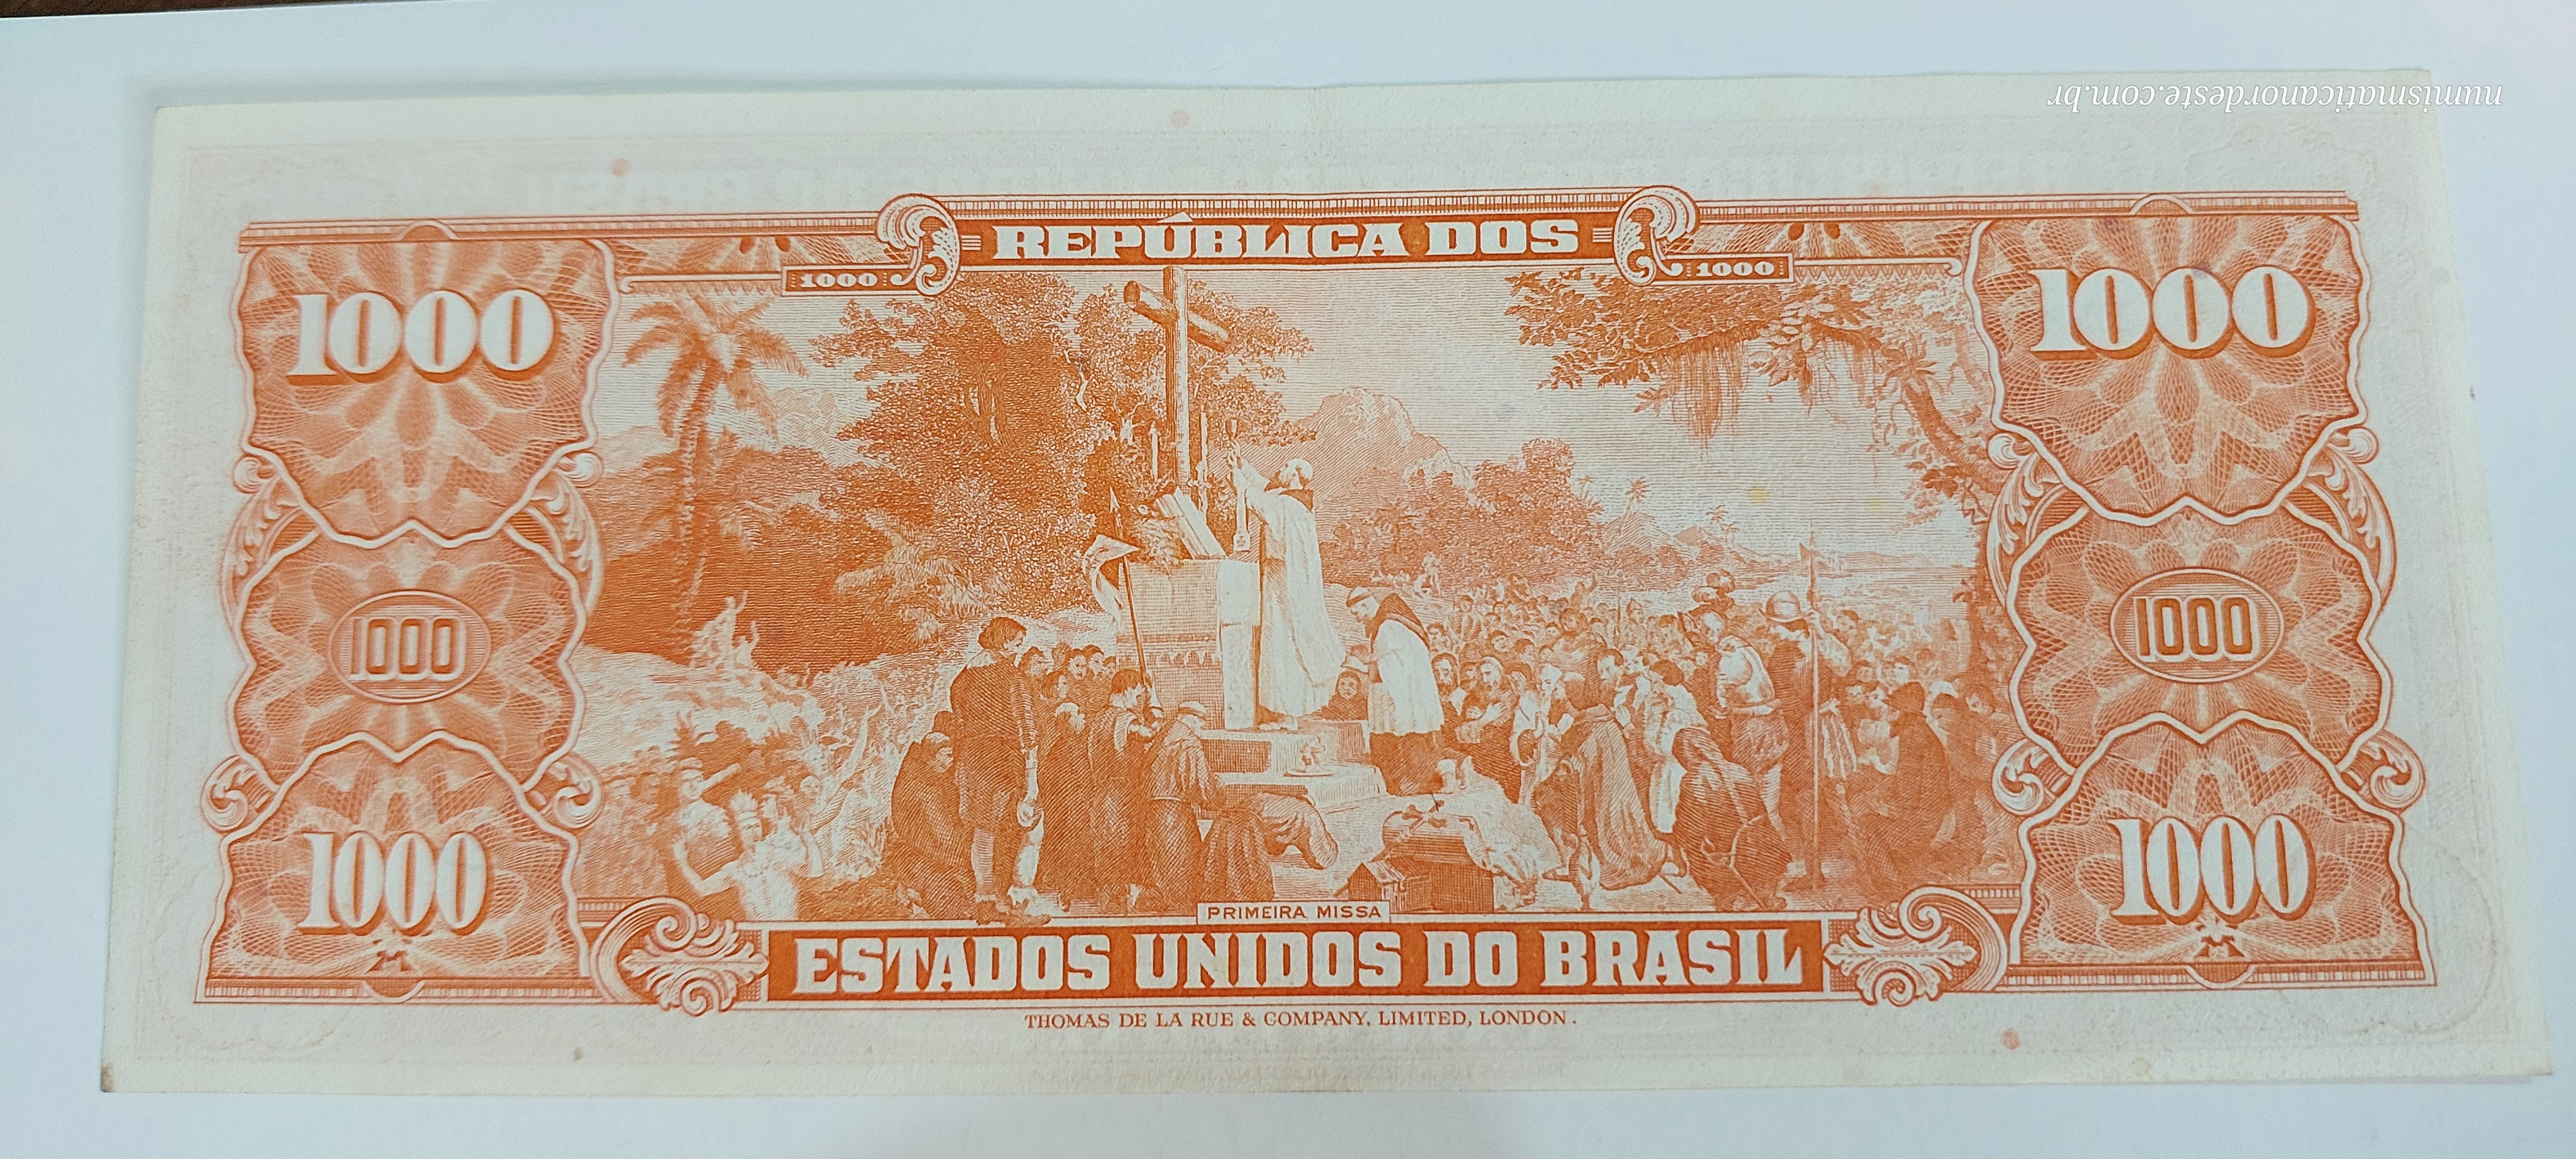 numismaticanordeste.com.br
REPÚBLICA DOS
1000 1000
1000 1000
1000 1000
PRIMEIRA MISSA
1000 1000
ESTADOS UNIDOS DO BRASIL
THOMAS DE LA RUE & COMPANY, LIMITED, LONDON.